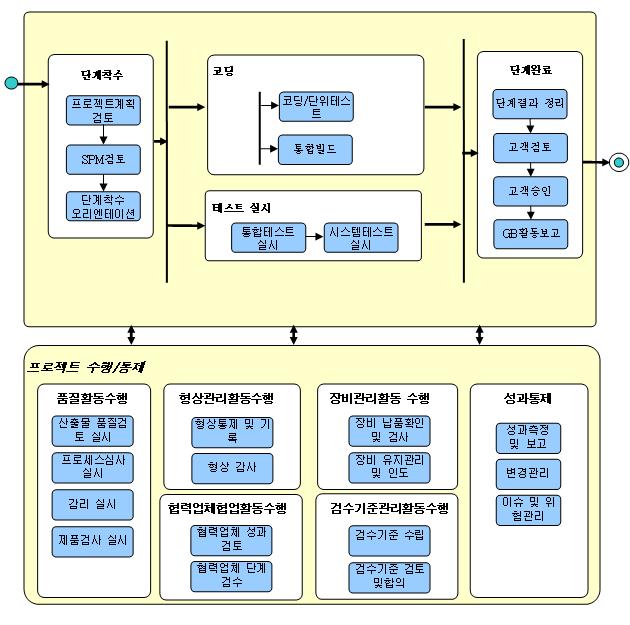 단계착수
프로젝트계획
검토
SPM검토
단계착수
오리엔테이션
코딩
코딩/단위테스
트
통합빌드
테스트 실시
통합테스트
실시
시스템테스트
실시
단계완료
단계결과 정리
고객검토
고객승인
GB활동보고
프로젝트 수행/통제
품질활동수행
산출물 품질검
토 실시
프로세스심사
실시
감리 실시
제품검사 실시
형상관리활동수행
형상통제 및 기
록
형상 감사
협력업체협업활동수행
협력업체 성과
검토
협력업체 단계
검수
장비관리활동 수행
장비 납품확인
및 검사
장비 유지관리
및 인도
검수기준관리활동수행
검수기준 수립
검수기준 검토
및합의
성과통제
성과측정
및 보고
변경관리
이슈 및 위
험관리